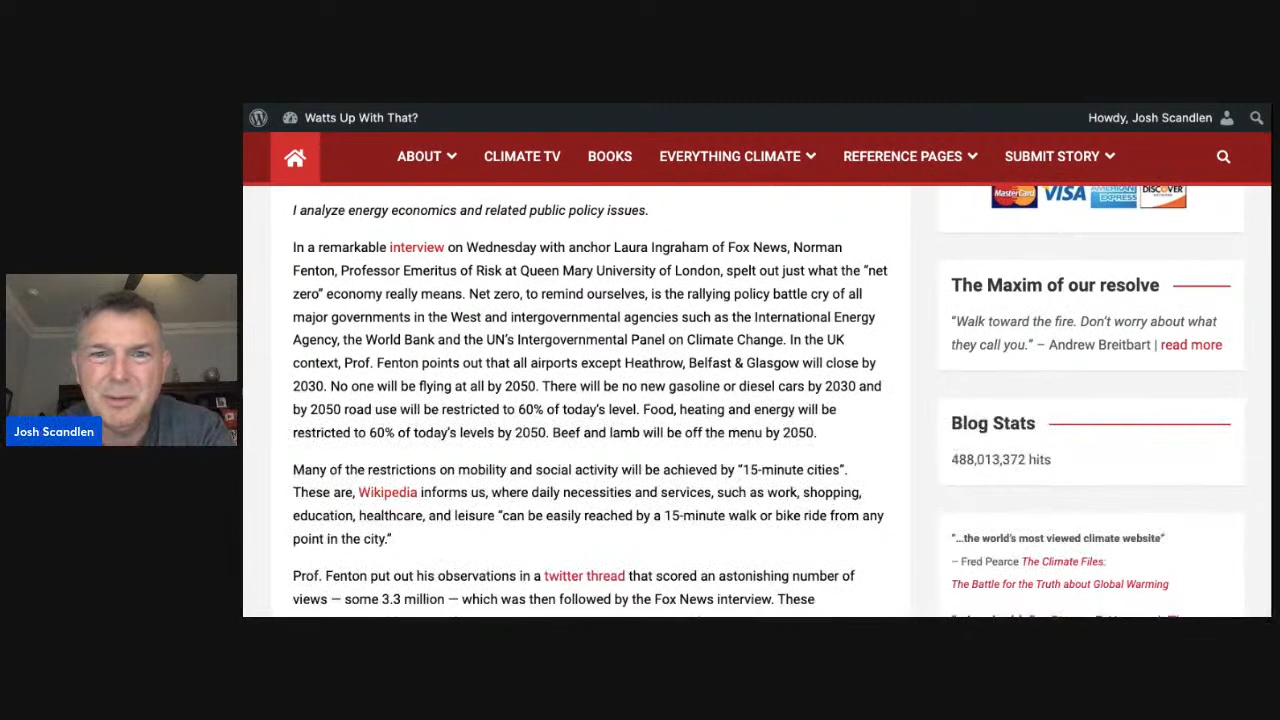 Watts Up With That?
Howdy, Josh Scandlen
ABOUT
CLIMATE TV
BOOKS
EVERYTHING CLIMATE
REFERENCE PAGES
SUBMIT STORY
I analyze energy economics and related public policy issues.
In a remarkable interview on Wednesday with anchor Laura Ingraham of Fox News, Norman
Fenton, Professor Emeritus of Risk at Queen Mary University of London, spelt out just what the “net
zero” economy really means. Net zero, to remind ourselves, is the rallying policy battle cry of all
major governments in the West and intergovernmental agencies such as the International Energy
Agency, the World Bank and the UN’s Intergovernmental Panel on Climate Change. In the UK
context, Prof. Fenton points out that all airports except Heathrow, Belfast & Glasgow will close by
2030. No one will be flying at all by 2050. There will be no new gasoline or diesel cars by 2030 and
by 2050 road use will be restricted to 60% of today’s level. Food, heating and energy will be
restricted to 60% of today’s levels by 2050. Beef and lamb will be off the menu by 2050.
Many of the restrictions on mobility and social activity will be achieved by “15-minute cities”.
These are, Wikipedia informs us, where daily necessities and services, such as work, shopping,
education, healthcare, and leisure “can be easily reached by a 15-minute walk or bike ride from any
point in the city.”
Prof. Fenton put out his observations in a twitter thread that scored an astonishing number of
views — some 3.3 million — which was then followed by the Fox News interview. These
MasterCard VISA AMERICAN EXPRESS DISCOVER
The Maxim of our resolve
“Walk toward the fire. Don’t worry about what
they call you.” – Andrew Breitbart | read more
Blog Stats
488,013,372 hits
“...the world’s most viewed climate website”
– Fred Pearce The Climate Files:
The Battle for the Truth about Global Warming
Josh Scandlen